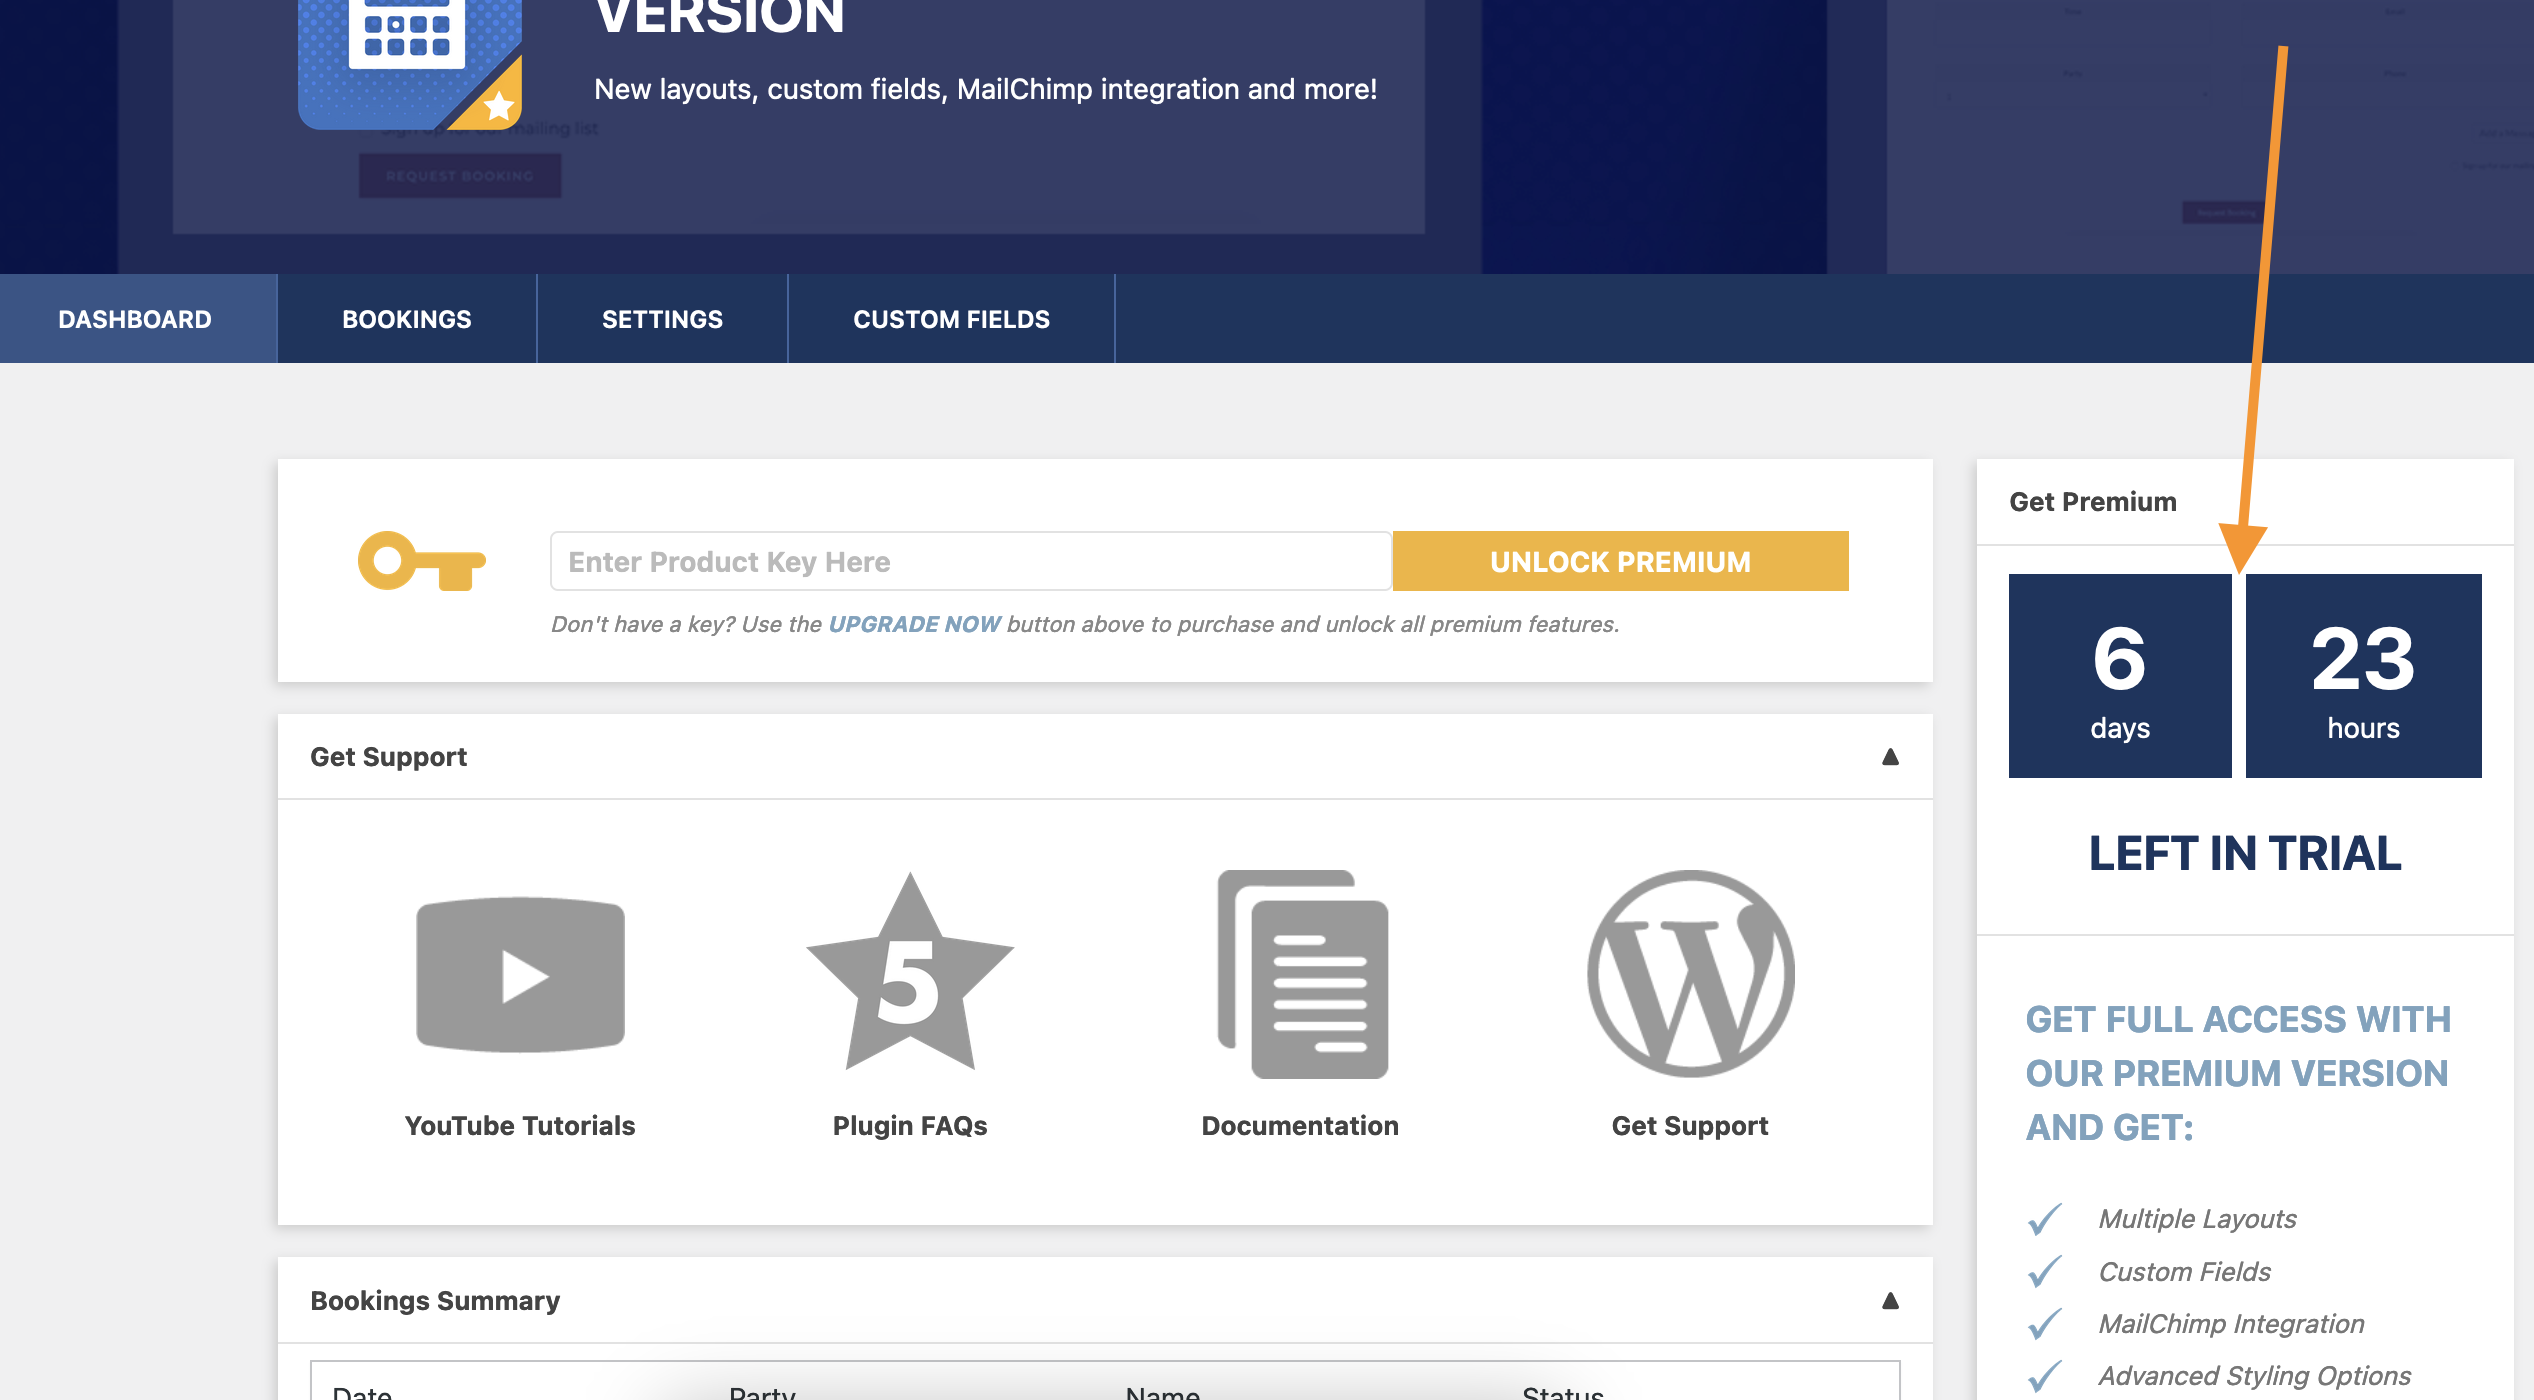 VERSION
New layouts, custom fields, MailChimp integration and more!
Sign up for our mailing list
REQUEST BOOKING
DASHBOARD
BOOKINGS
SETTINGS
CUSTOM FIELDS
Enter Product Key Here
UNLOCK PREMIUM
Don't have a key? Use the UPGRADE NOW button above to purchase and unlock all premium features.
Get Support
5
YouTube Tutorials
Plugin FAQs
Documentation
Get Support
Bookings Summary
Date
Party
Name
Status
Get Premium
6
days
23
hours
LEFT IN TRIAL
GET FULL ACCESS WITH
OUR PREMIUM VERSION
AND GET:
Multiple Layouts
Custom Fields
MailChimp Integration
Advanced Styling Options